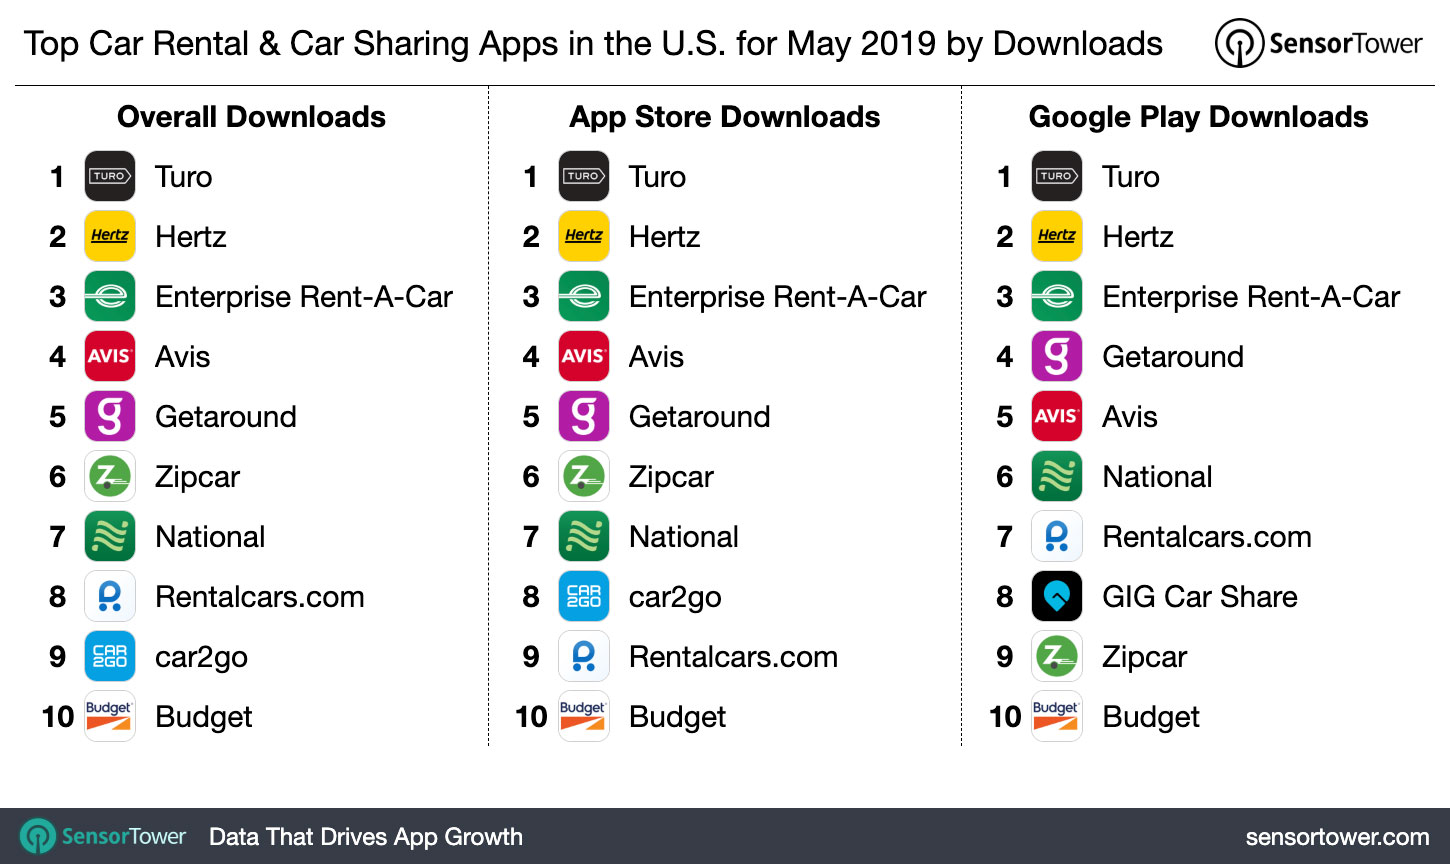 Top Car Rental & Car Sharing Apps in the U.S. for May 2019 by Downloads
SensorTower
Overall Downloads
1 TURO Turo
2 Hertz Hertz
3 Enterprise Rent-A-Car
4 AVIS Avis
5 g Getaround
6 Z Zipcar
7 National
8 Rentalcars.com
9 CAR2GO car2go
10 Budget Budget
App Store Downloads
1 TURO Turo
2 Hertz Hertz
3 Enterprise Rent-A-Car
4 AVIS Avis
5 g Getaround
6 Z Zipcar
7 National
8 CAR2GO car2go
9 Rentalcars.com
10 Budget Budget
Google Play Downloads
1 TURO Turo
2 Hertz Hertz
3 Enterprise Rent-A-Car
4 g Getaround
5 AVIS Avis
6 National
7 Rentalcars.com
8 GIG Car Share
9 Z Zipcar
10 Budget Budget
SensorTower Data That Drives App Growth
sensortower.com